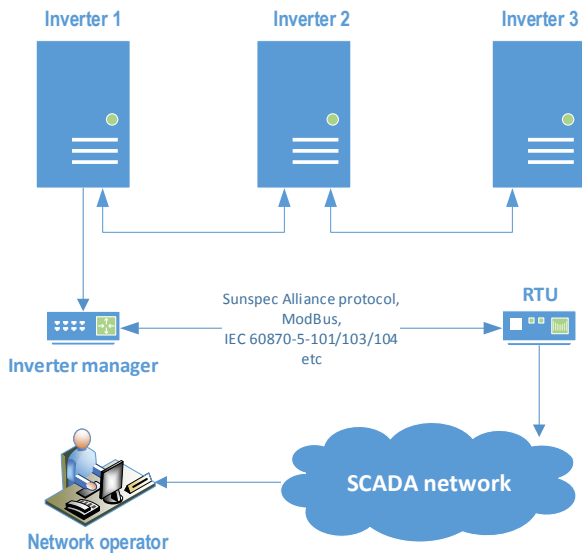 Inverter 1
Inverter 2
Inverter 3
Sunspec Alliance protocol,
ModBus,
IEC 60870-5-101/103/104
etc
RTU
Inverter manager
SCADA network
Network operator